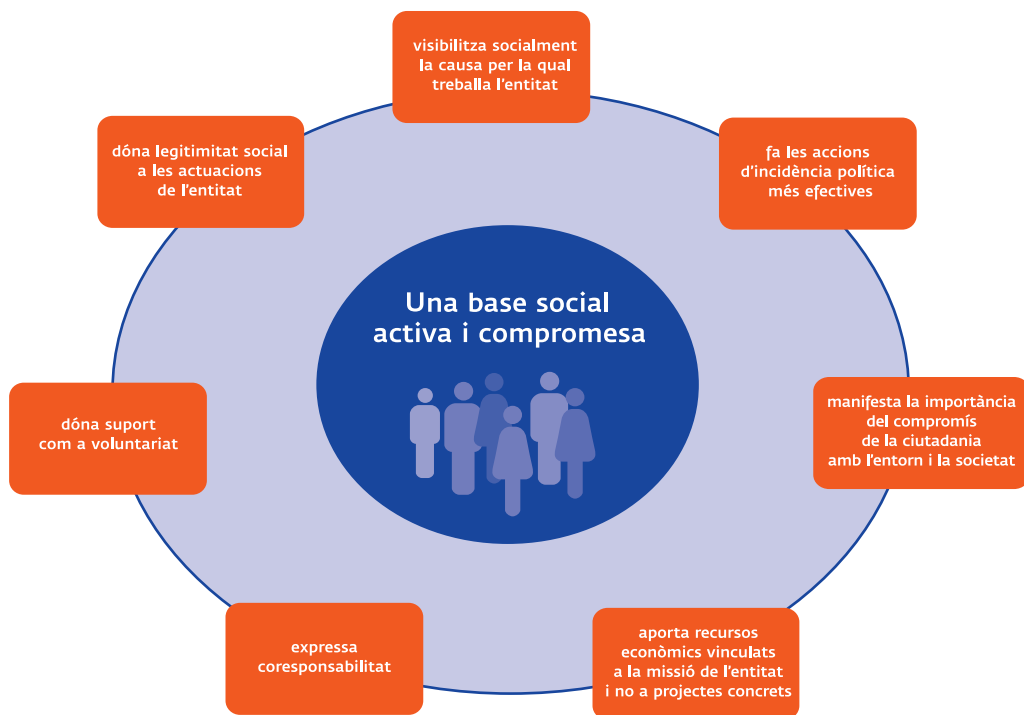 visibilitza socialment
la causa per la qual
treballa l'entitat
dóna legitimitat social
a les actuacions
de l'entitat
fa les accions
d'incidència política
més efectives
Una base social
activa i compromesa
dóna suport
com a voluntariat
manifesta la importància
del compromís
de la ciutadania
amb l'entorn i la societat
expressa
coresponsabilitat
aporta recursos
econòmics vinculats
a la missió de l'entitat
i no a projectes concrets